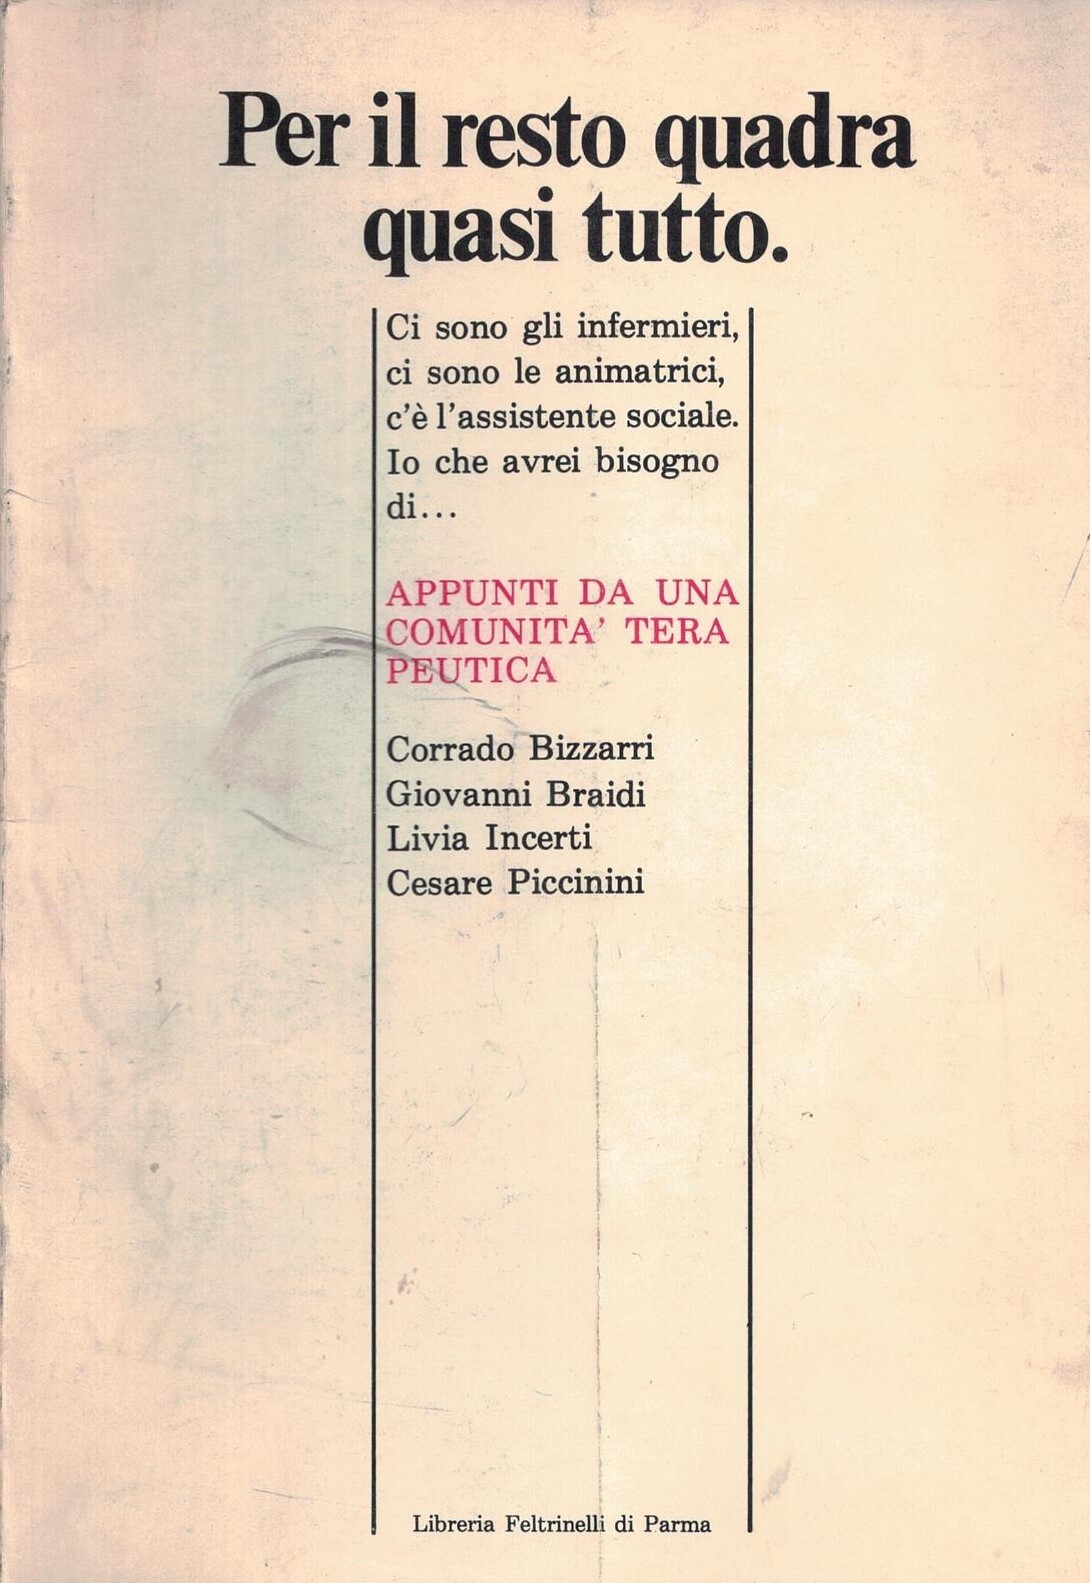 Per il resto quadra
quasi tutto.
Ci sono gli infermieri,
ci sono le animatrici,
c'è l'assistente sociale.
Io che avrei bisogno
di...
APPUNTI DA UNA
COMUNITA' TERA
PEUTICA
Corrado Bizzarri
Giovanni Braidi
Livia Incerti
Cesare Piccinini
Libreria Feltrinelli di Parma